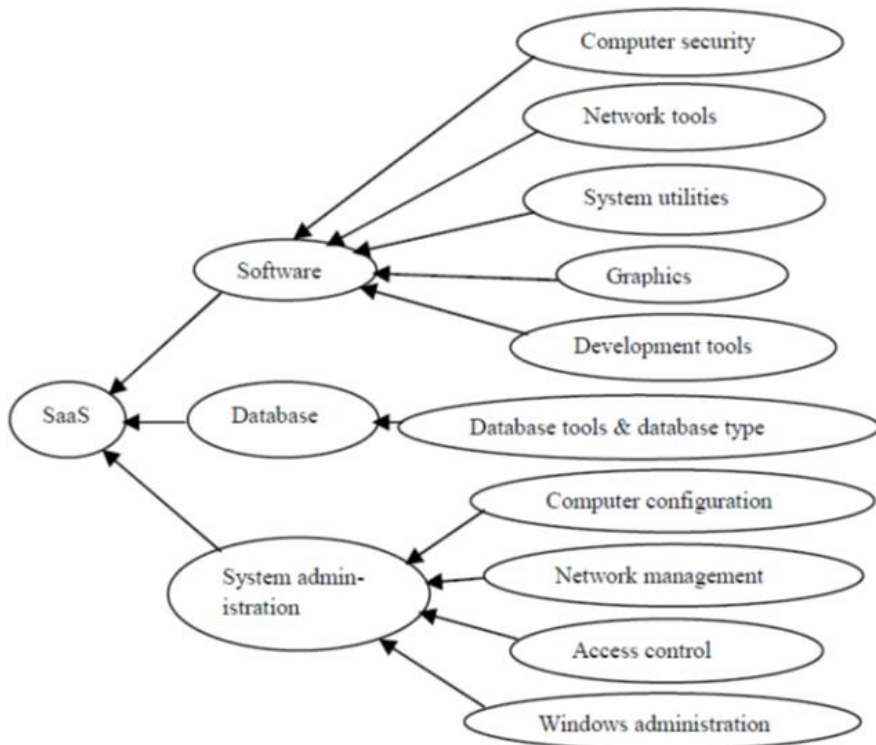 Computer security
Network tools
System utilities
Software
Graphics
Development tools
SaaS
Database
Database tools & database type
Computer configuration
System admin-
istration
Network management
Access control
Windows administration